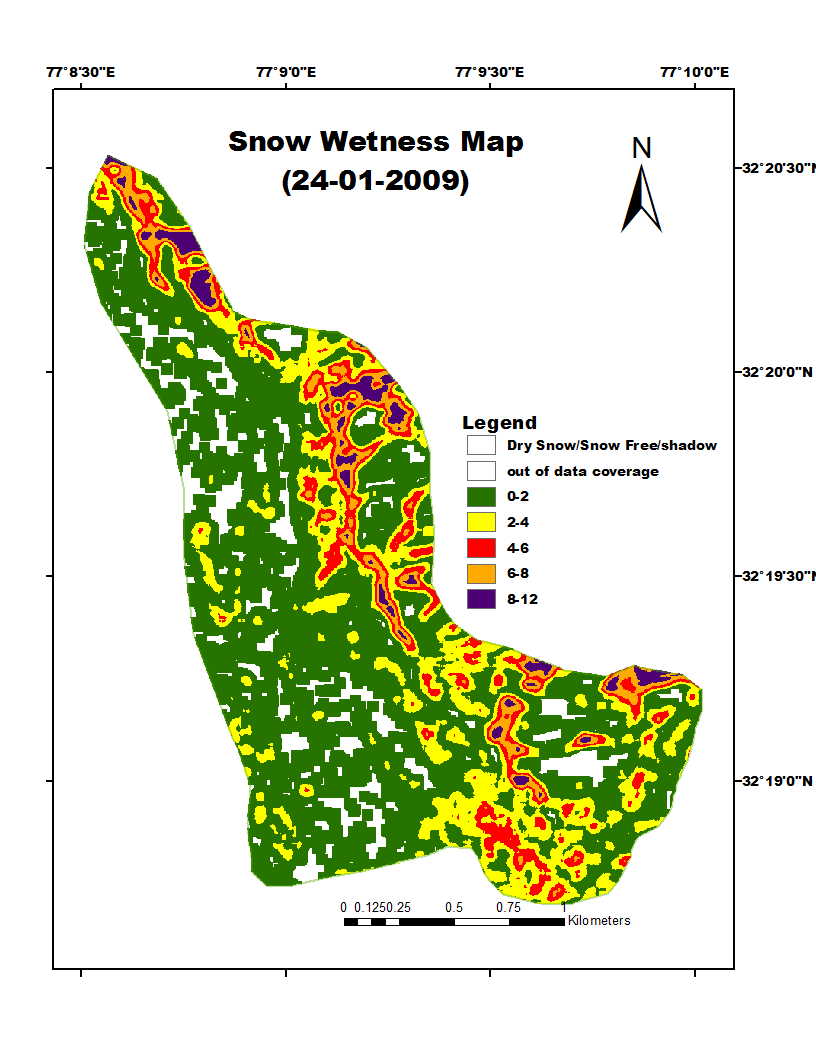 77°8'30"E 77°9'0"E 77°9'30"E 77°10'0"E
Snow Wetness Map
(24-01-2009)
N
32°20'30"N
32°20'0"N
Legend
Dry Snow/Snow Free/shadow
out of data coverage
0-2
2-4
4-6
6-8
8-12
32°19'30"N
32°19'0"N
0 0.1250.25 0.5 0.75 1
Kilometers